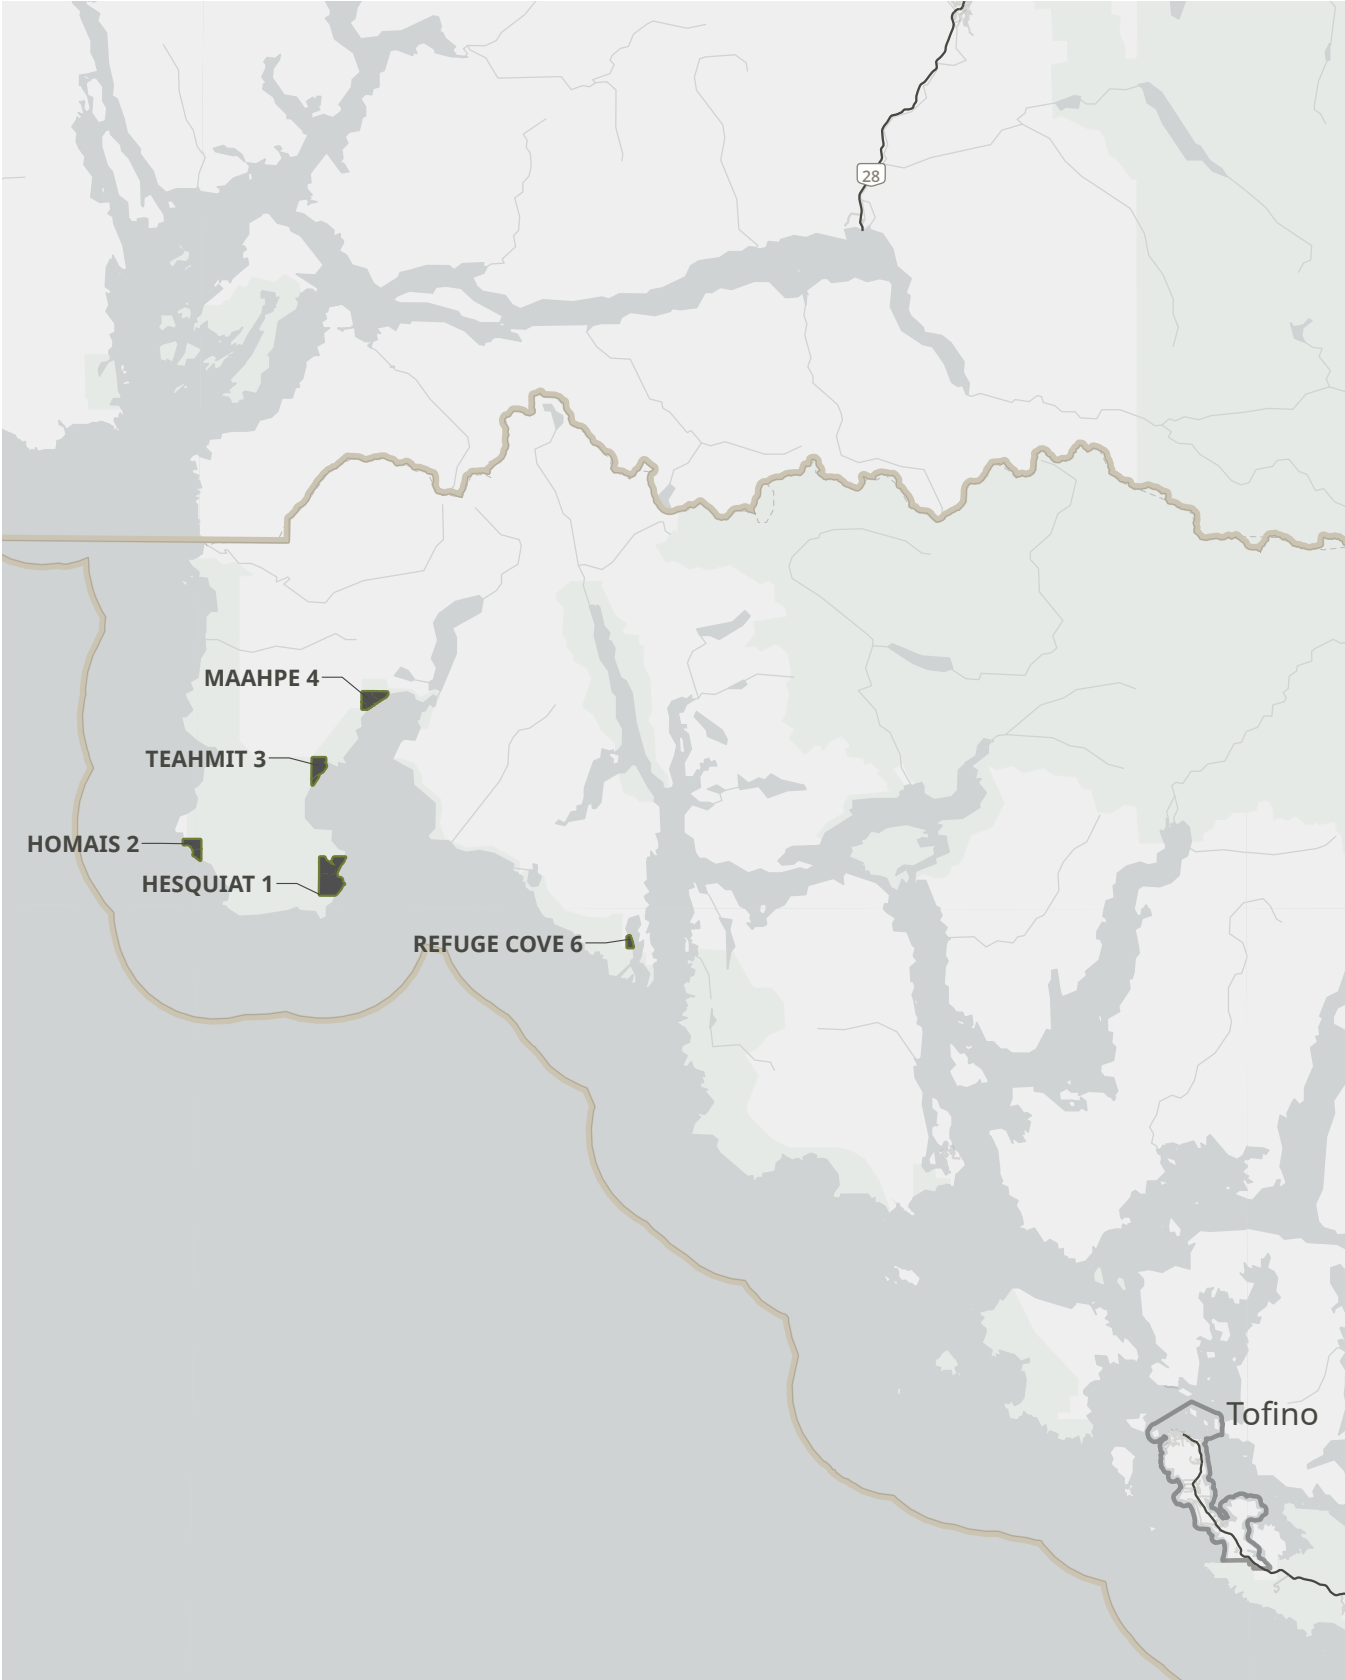 28
MAAHPE 4
TEAHMIT 3
HOMAIS 2
HESQUIAT 1
REFUGE COVE 6
Tofino